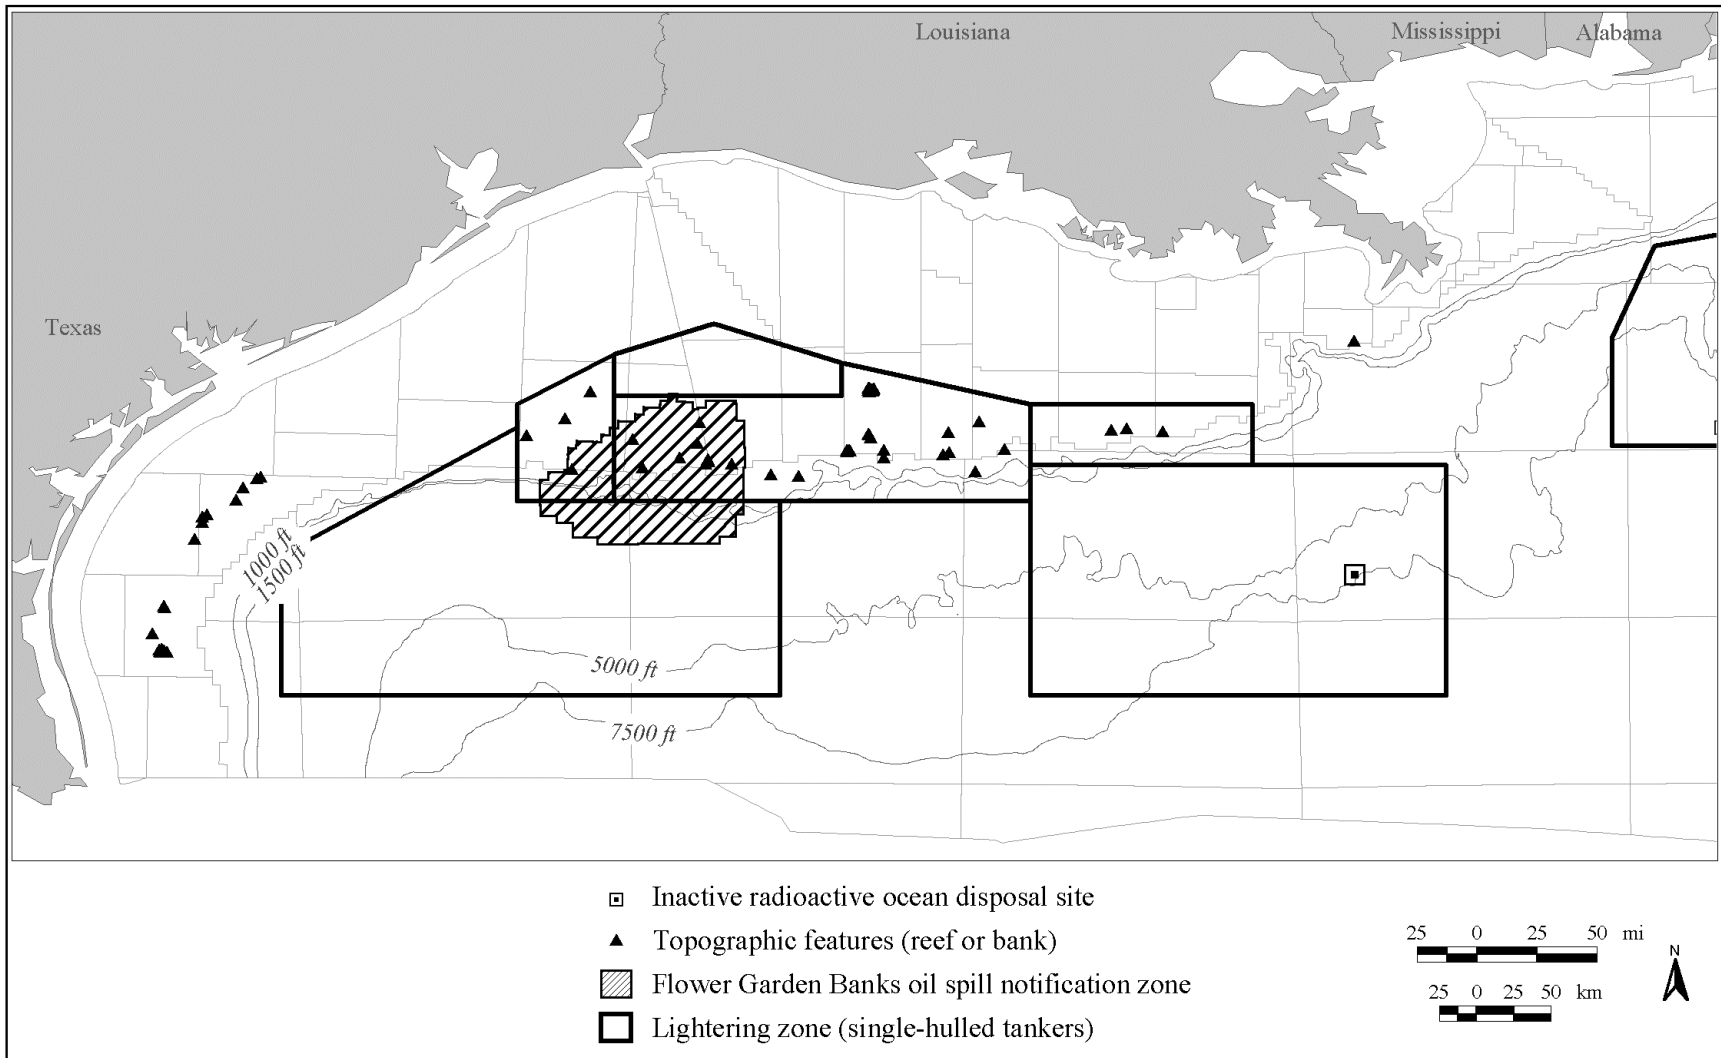 Louisiana
Mississippi
Alabama
Texas
1000 ft
1500 ft
5000 ft
7500 ft
Inactive radioactive ocean disposal site
Topographic features (reef or bank)
Flower Garden Banks oil spill notification zone
Lightering zone (single-hulled tankers)
25 0 25 50 mi
25 0 25 50 km
N